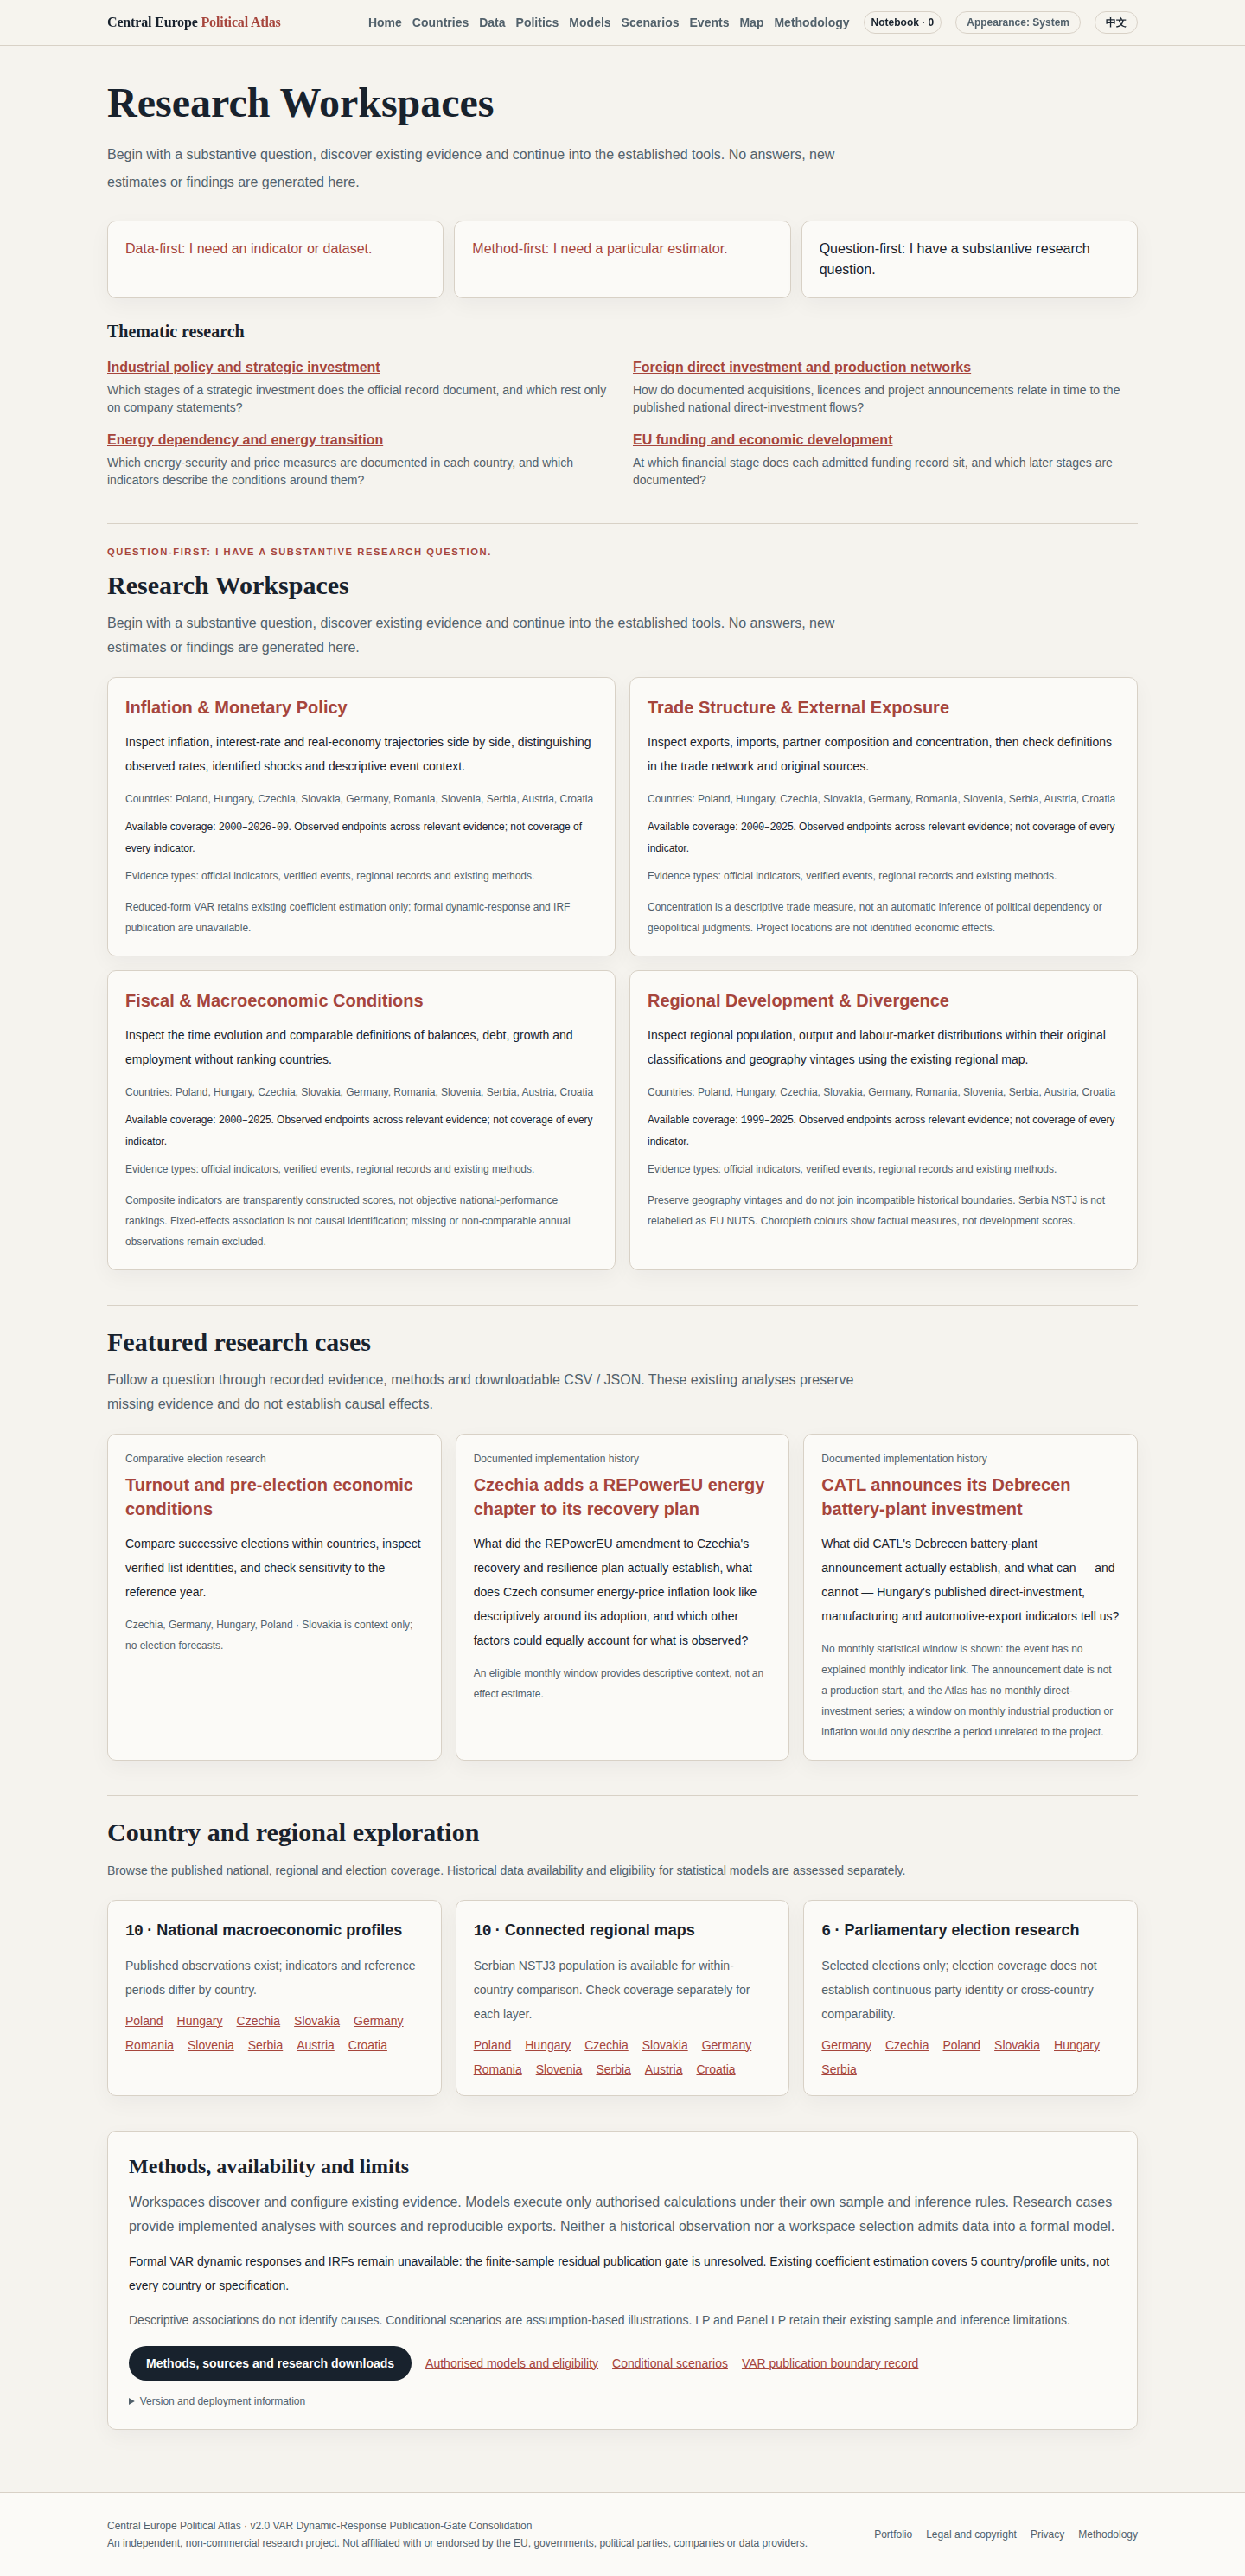 Central Europe Political Atlas
Home Countries Data Politics Models Scenarios Events Map Methodology Notebook · 0 Appearance: System 中文
Research Workspaces
Begin with a substantive question, discover existing evidence and continue into the established tools. No answers, new
estimates or findings are generated here.
Data-first: I need an indicator or dataset.
Method-first: I need a particular estimator.
Question-first: I have a substantive research
question.
Thematic research
Industrial policy and strategic investment
Which stages of a strategic investment does the official record document, and which rest only
on company statements?
Foreign direct investment and production networks
How do documented acquisitions, licences and project announcements relate in time to the
published national direct-investment flows?
Energy dependency and energy transition
Which energy-security and price measures are documented in each country, and which
indicators describe the conditions around them?
EU funding and economic development
At which financial stage does each admitted funding record sit, and which later stages are
documented?
QUESTION-FIRST: I HAVE A SUBSTANTIVE RESEARCH QUESTION.
Research Workspaces
Begin with a substantive question, discover existing evidence and continue into the established tools. No answers, new
estimates or findings are generated here.
Inflation & Monetary Policy
Inspect inflation, interest-rate and real-economy trajectories side by side, distinguishing
observed rates, identified shocks and descriptive event context.
Countries: Poland, Hungary, Czechia, Slovakia, Germany, Romania, Slovenia, Serbia, Austria, Croatia
Available coverage: 2000–2026-09. Observed endpoints across relevant evidence; not coverage of
every indicator.
Evidence types: official indicators, verified events, regional records and existing methods.
Reduced-form VAR retains existing coefficient estimation only; formal dynamic-response and IRF
publication are unavailable.
Trade Structure & External Exposure
Inspect exports, imports, partner composition and concentration, then check definitions
in the trade network and original sources.
Countries: Poland, Hungary, Czechia, Slovakia, Germany, Romania, Slovenia, Serbia, Austria, Croatia
Available coverage: 2000–2025. Observed endpoints across relevant evidence; not coverage of every
indicator.
Evidence types: official indicators, verified events, regional records and existing methods.
Concentration is a descriptive trade measure, not an automatic inference of political dependency or
geopolitical judgments. Project locations are not identified economic effects.
Fiscal & Macroeconomic Conditions
Inspect the time evolution and comparable definitions of balances, debt, growth and
employment without ranking countries.
Countries: Poland, Hungary, Czechia, Slovakia, Germany, Romania, Slovenia, Serbia, Austria, Croatia
Available coverage: 2000–2025. Observed endpoints across relevant evidence; not coverage of every
indicator.
Evidence types: official indicators, verified events, regional records and existing methods.
Composite indicators are transparently constructed scores, not objective national-performance
rankings. Fixed-effects association is not causal identification; missing or non-comparable annual
observations remain excluded.
Regional Development & Divergence
Inspect regional population, output and labour-market distributions within their original
classifications and geography vintages using the existing regional map.
Countries: Poland, Hungary, Czechia, Slovakia, Germany, Romania, Slovenia, Serbia, Austria, Croatia
Available coverage: 1999–2025. Observed endpoints across relevant evidence; not coverage of every
indicator.
Evidence types: official indicators, verified events, regional records and existing methods.
Preserve geography vintages and do not join incompatible historical boundaries. Serbia NSTJ is not
relabelled as EU NUTS. Choropleth colours show factual measures, not development scores.
Featured research cases
Follow a question through recorded evidence, methods and downloadable CSV / JSON. These existing analyses preserve
missing evidence and do not establish causal effects.
Comparative election research
Turnout and pre-election economic
conditions
Compare successive elections within countries, inspect
verified list identities, and check sensitivity to the
reference year.
Czechia, Germany, Hungary, Poland · Slovakia is context only;
no election forecasts.
Documented implementation history
Czechia adds a REPowerEU energy
chapter to its recovery plan
What did the REPowerEU amendment to Czechia's
recovery and resilience plan actually establish, what
does Czech consumer energy-price inflation look like
descriptively around its adoption, and which other
factors could equally account for what is observed?
An eligible monthly window provides descriptive context, not an
effect estimate.
Documented implementation history
CATL announces its Debrecen
battery-plant investment
What did CATL's Debrecen battery-plant
announcement actually establish, and what can — and
cannot — Hungary's published direct-investment,
manufacturing and automotive-export indicators tell us?
No monthly statistical window is shown: the event has no
explained monthly indicator link. The announcement date is not
a production start, and the Atlas has no monthly direct-
investment series; a window on monthly industrial production or
inflation would only describe a period unrelated to the project.
Country and regional exploration
Browse the published national, regional and election coverage. Historical data availability and eligibility for statistical models are assessed separately.
10 · National macroeconomic profiles
Published observations exist; indicators and reference
periods differ by country.
Poland Hungary Czechia Slovakia Germany
Romania Slovenia Serbia Austria Croatia
10 · Connected regional maps
Serbian NSTJ3 population is available for within-
country comparison. Check coverage separately for
each layer.
Poland Hungary Czechia Slovakia Germany
Romania Slovenia Serbia Austria Croatia
6 · Parliamentary election research
Selected elections only; election coverage does not
establish continuous party identity or cross-country
comparability.
Germany Czechia Poland Slovakia Hungary
Serbia
Methods, availability and limits
Workspaces discover and configure existing evidence. Models execute only authorised calculations under their own sample and inference rules. Research cases
provide implemented analyses with sources and reproducible exports. Neither a historical observation nor a workspace selection admits data into a formal model.
Formal VAR dynamic responses and IRFs remain unavailable: the finite-sample residual publication gate is unresolved. Existing coefficient estimation covers 5 country/profile units, not
every country or specification.
Descriptive associations do not identify causes. Conditional scenarios are assumption-based illustrations. LP and Panel LP retain their existing sample and inference limitations.
Methods, sources and research downloads Authorised models and eligibility Conditional scenarios VAR publication boundary record
Version and deployment information
Central Europe Political Atlas · v2.0 VAR Dynamic-Response Publication-Gate Consolidation
An independent, non-commercial research project. Not affiliated with or endorsed by the EU, governments, political parties, companies or data providers.
Portfolio Legal and copyright Privacy Methodology